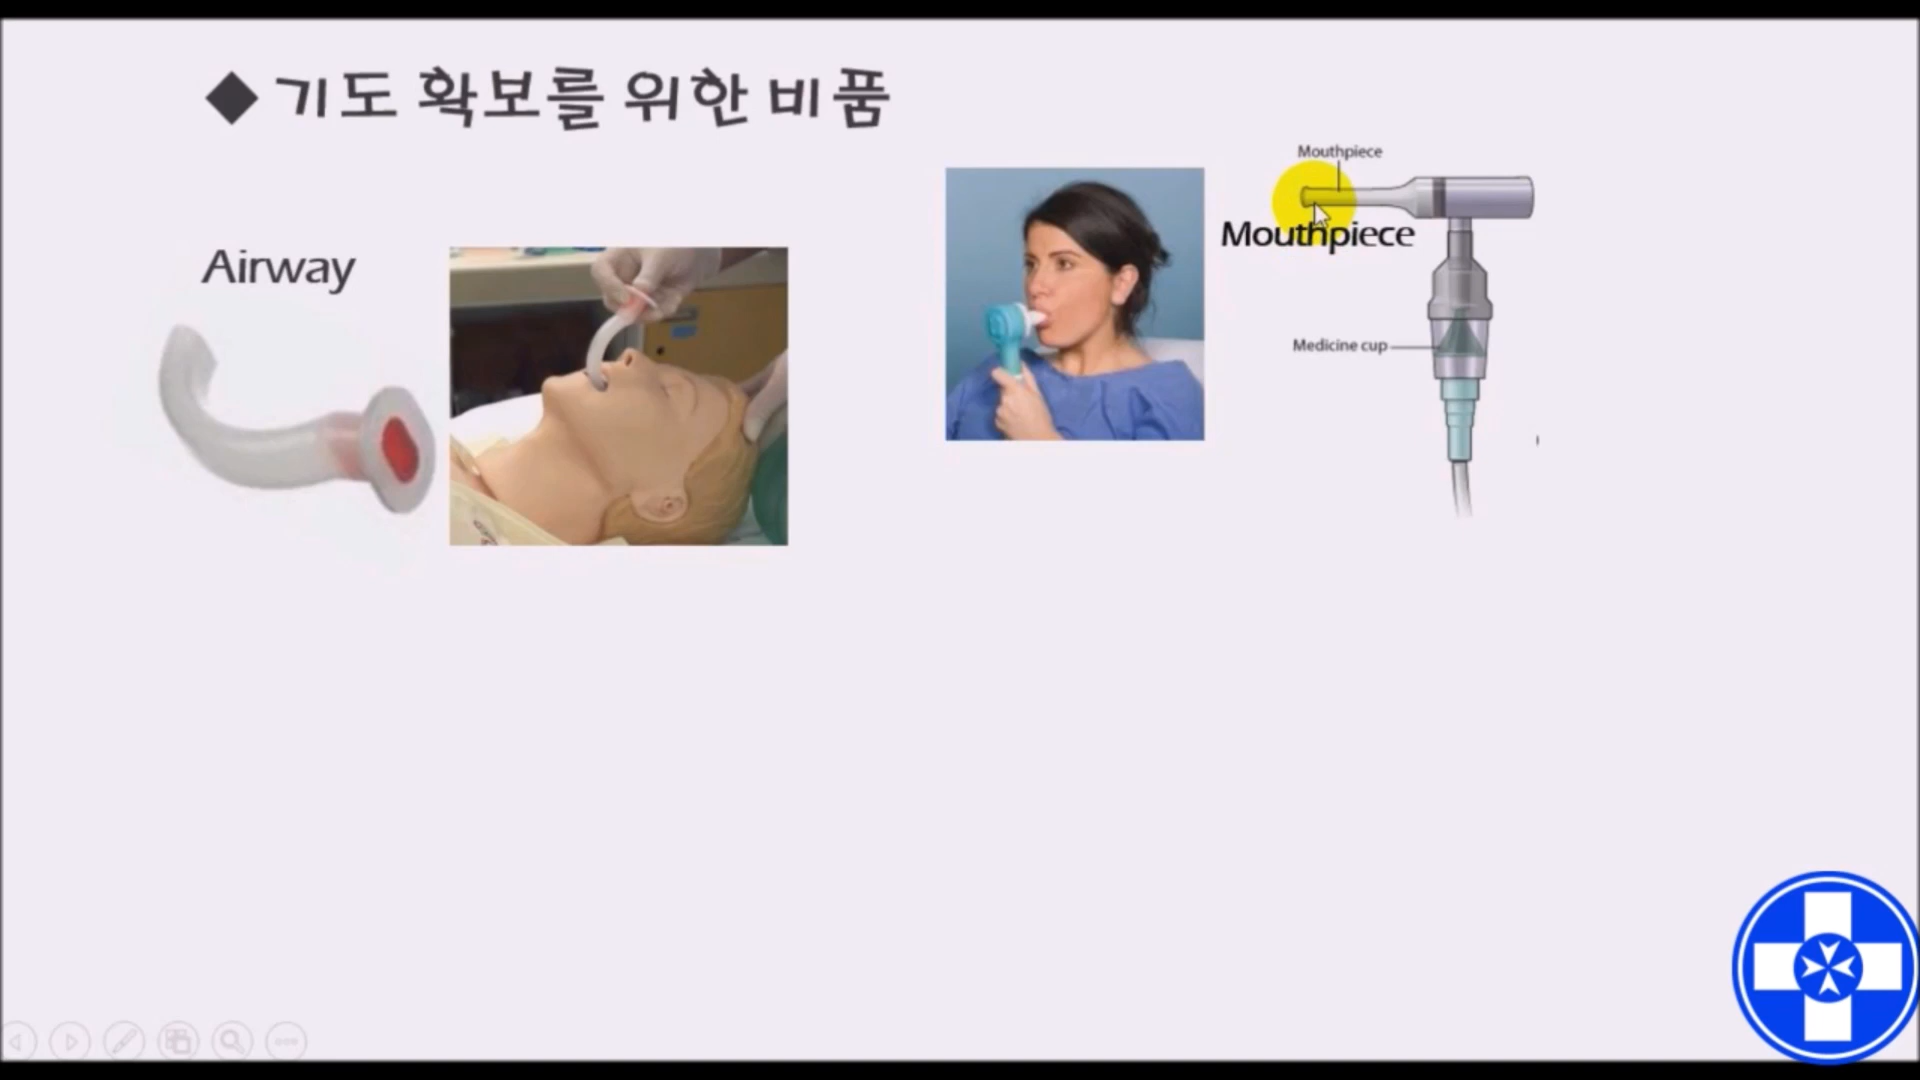 ◆ 기도 확보를 위한 비품
Airway
Mouthpiece
Mouthpiece
Medicine cup